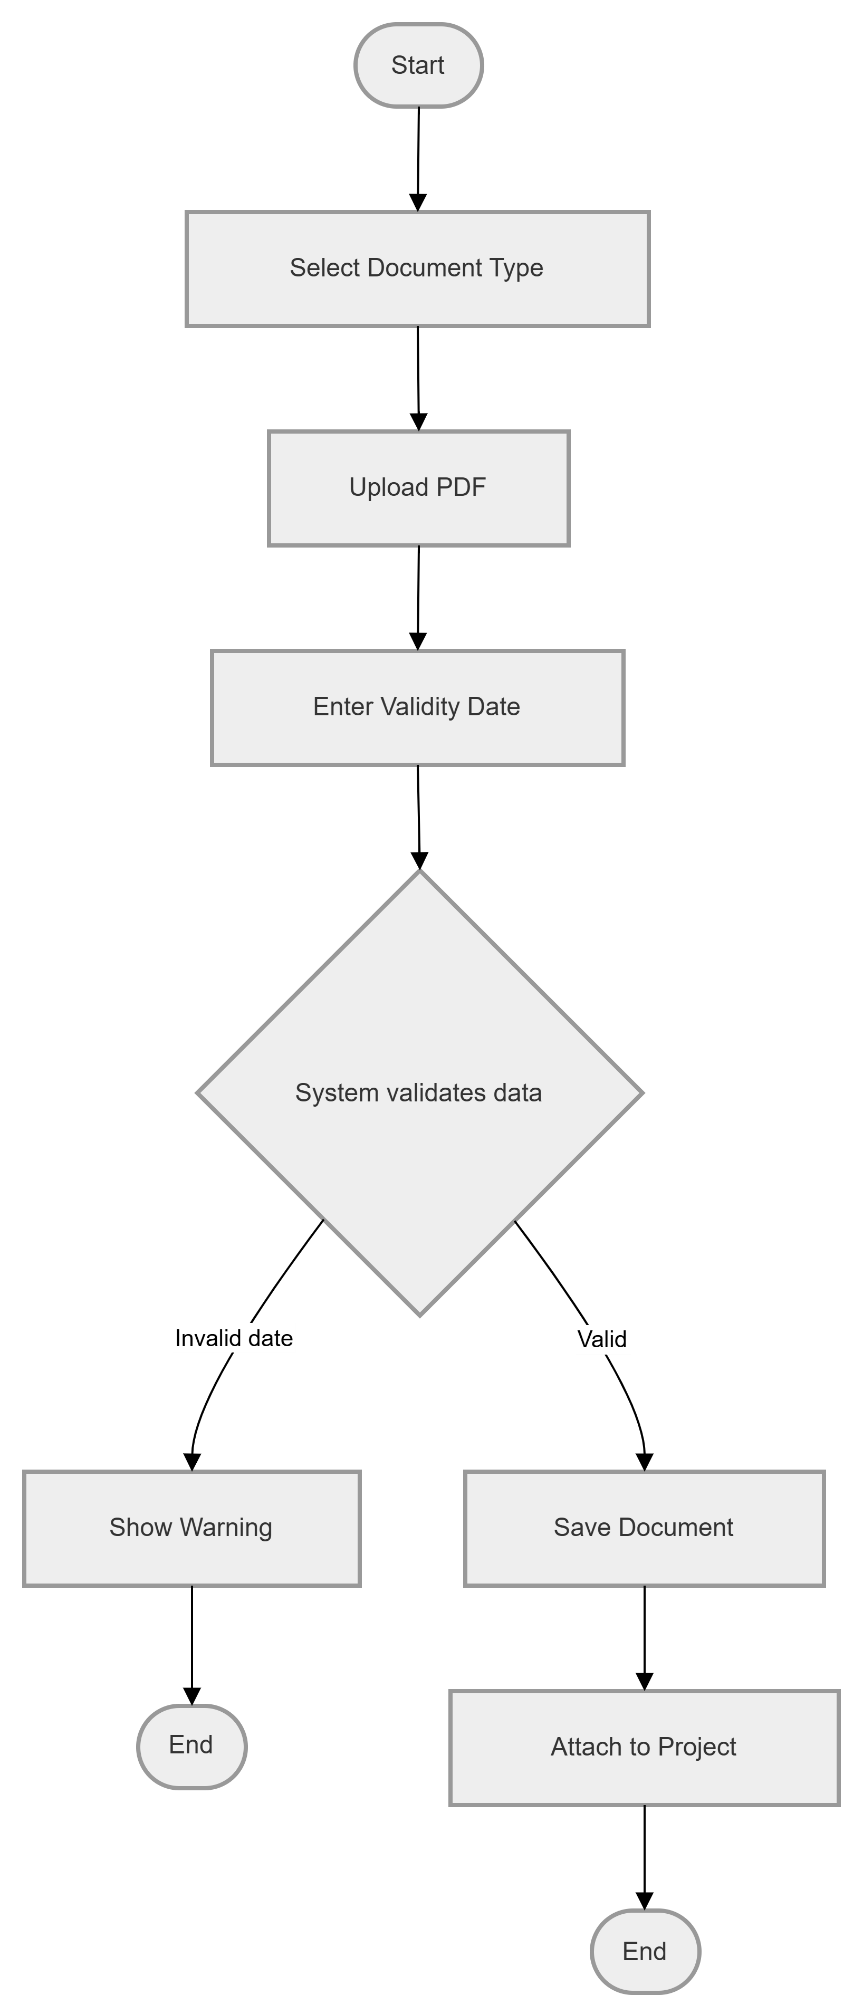 Start
Select Document Type
Upload PDF
Enter Validity Date
System validates data
Invalid date
Valid
Show Warning
Save Document
End
Attach to Project
End